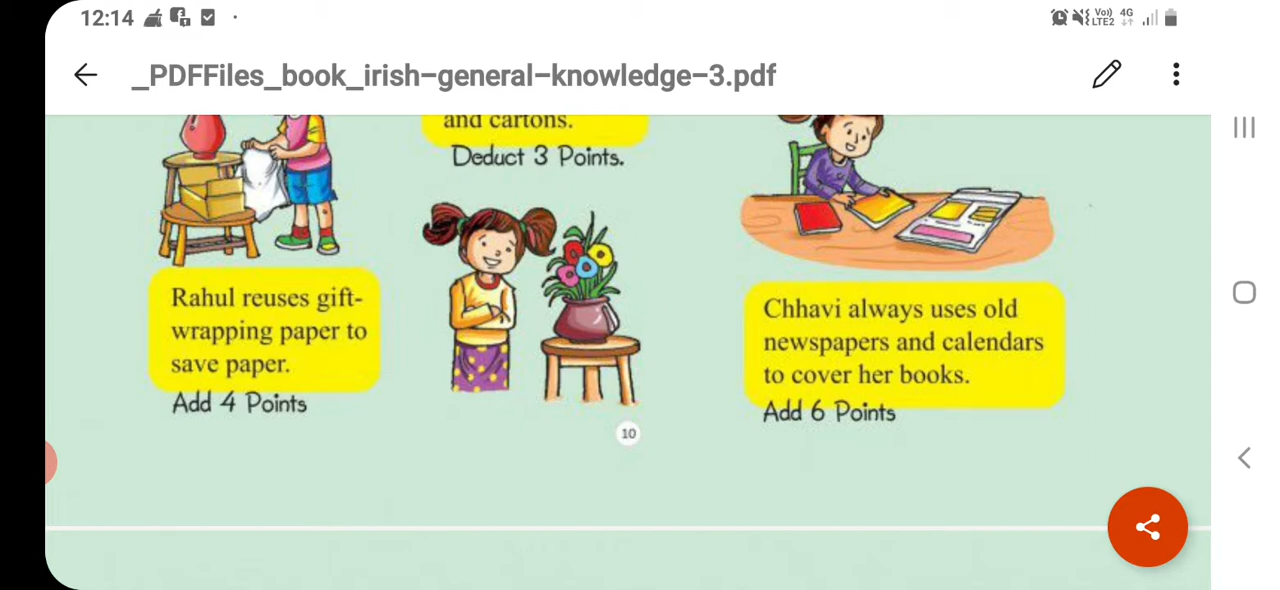 12:14
Vo)) 4G
LTE2
_PDFFiles_book_irish-general-knowledge-3.pdf
and cartons.
Deduct 3 Points.
Rahul reuses gift-
wrapping paper to
save paper.
Add 4 Points
Chhavi always uses old
newspapers and calendars
to cover her books.
Add 6 Points
10